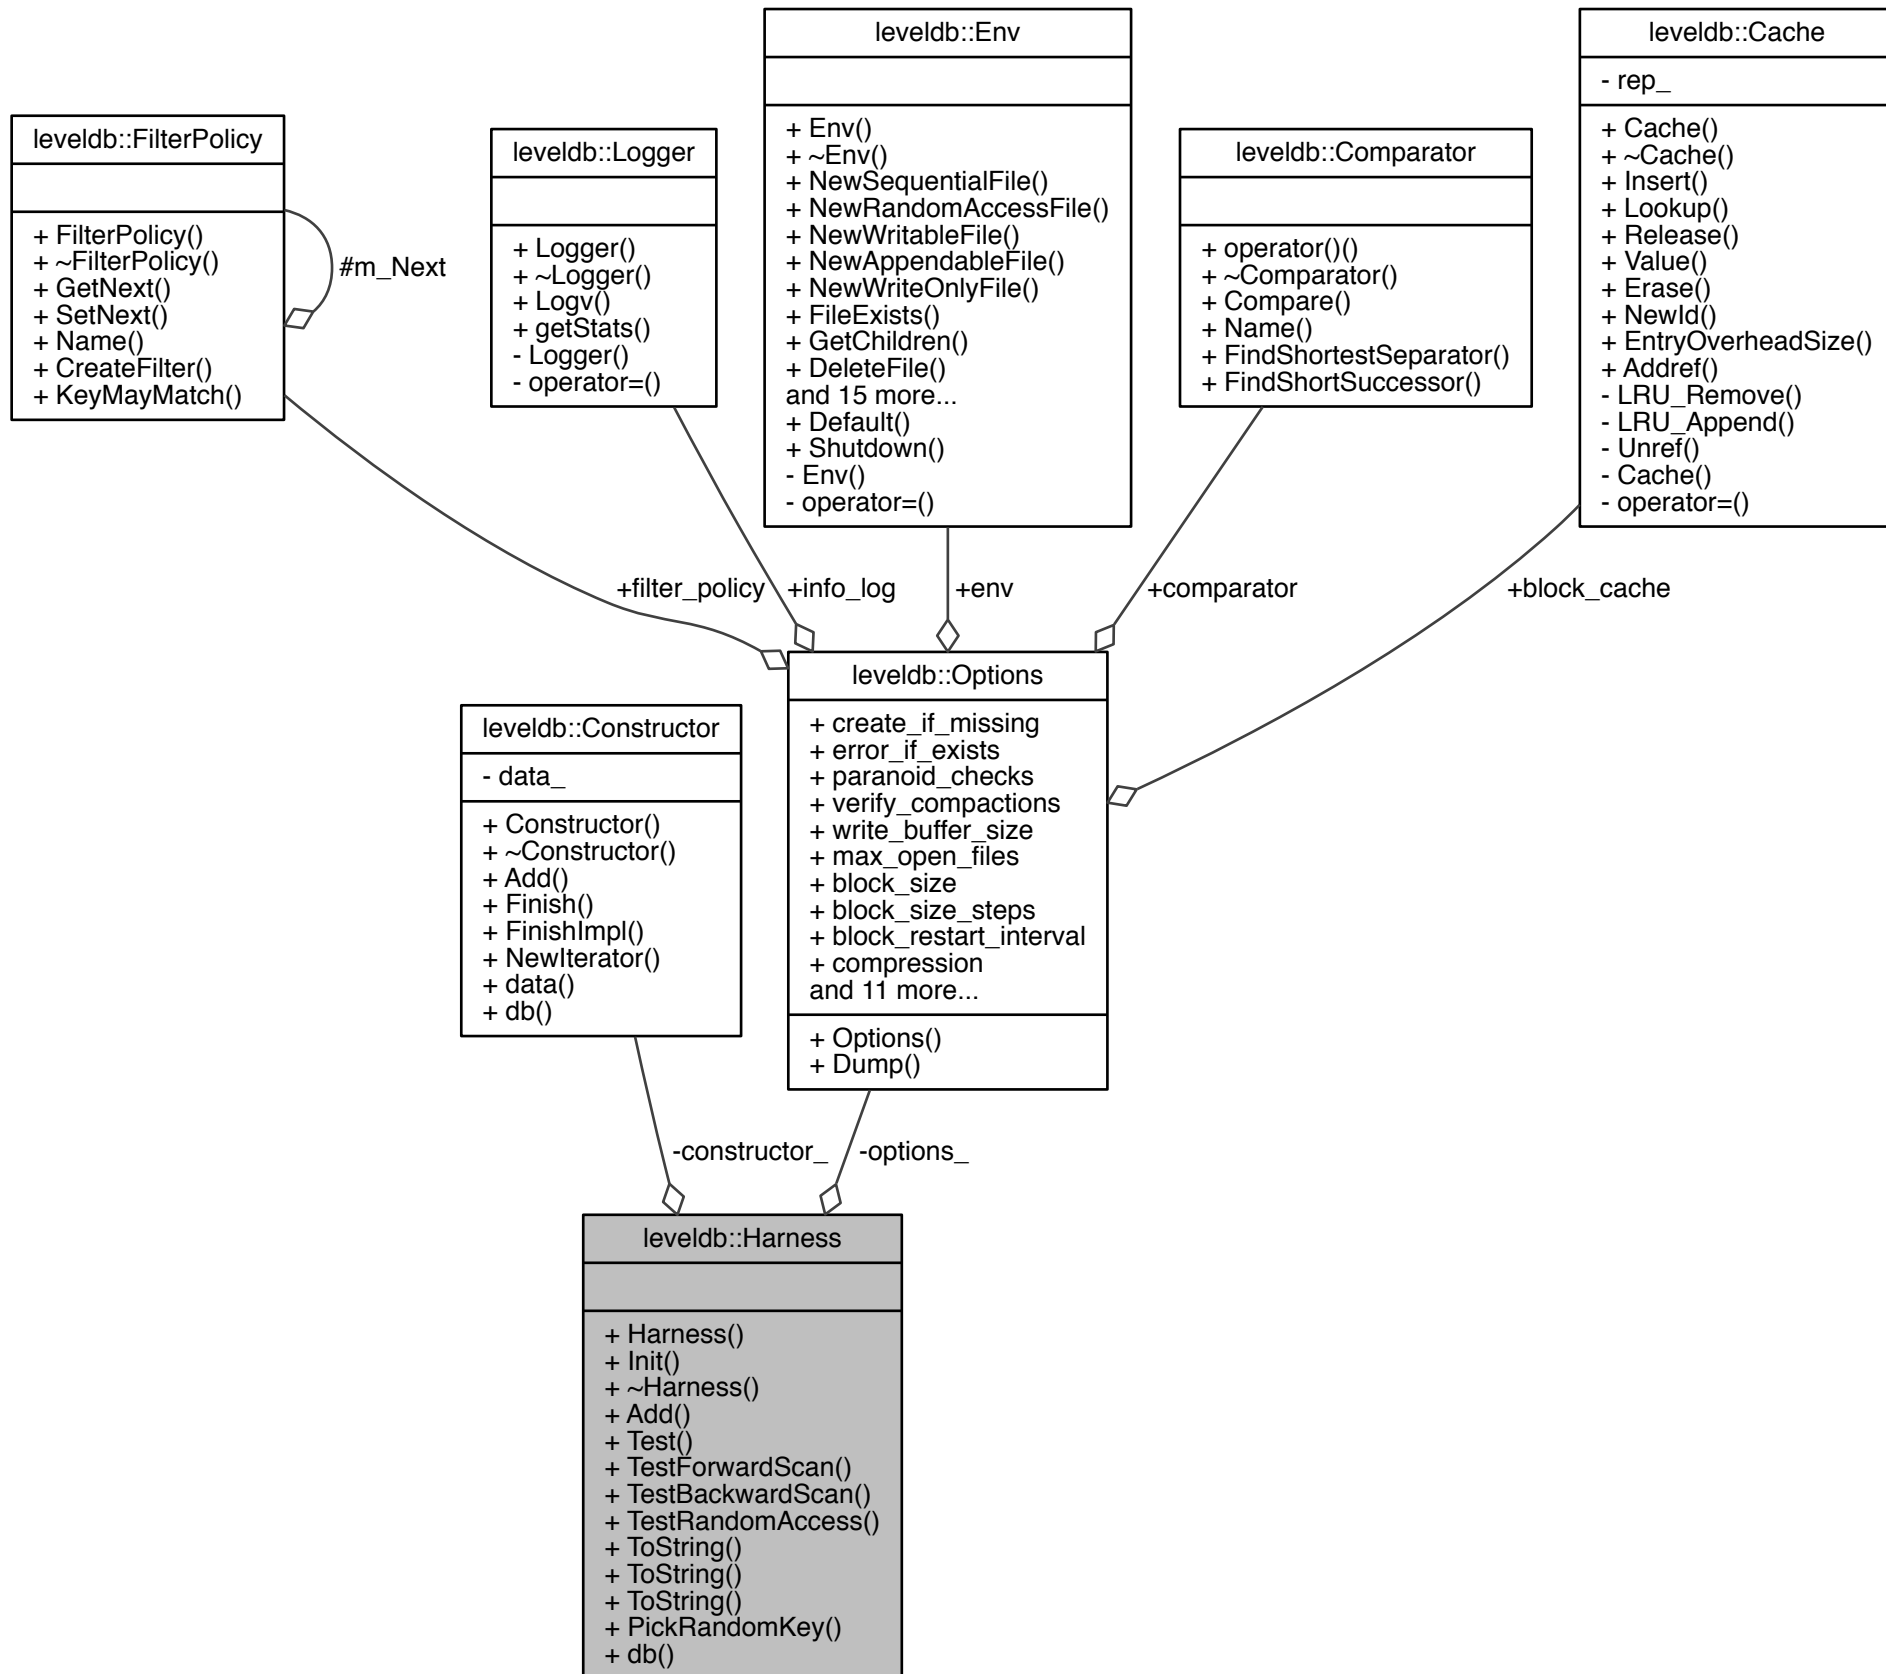 leveldb::FilterPolicy
+ FilterPolicy()
+ ~FilterPolicy()
+ GetNext()
+ SetNext()
+ Name()
+ CreateFilter()
+ KeyMayMatch()
#m_Next
leveldb::Logger
+ Logger()
+ ~Logger()
+ Logv()
+ getStats()
- Logger()
- operator=()
leveldb::Env
+ Env()
+ ~Env()
+ NewSequentialFile()
+ NewRandomAccessFile()
+ NewWritableFile()
+ NewAppendableFile()
+ NewWriteOnlyFile()
+ FileExists()
+ GetChildren()
+ DeleteFile()
and 15 more...
+ Default()
+ Shutdown()
- Env()
- operator=()
leveldb::Comparator
+ operator()()
+ ~Comparator()
+ Compare()
+ Name()
+ FindShortestSeparator()
+ FindShortSuccessor()
leveldb::Cache
- rep_
+ Cache()
+ ~Cache()
+ Insert()
+ Lookup()
+ Release()
+ Value()
+ Erase()
+ NewId()
+ EntryOverheadSize()
+ Addref()
- LRU_Remove()
- LRU_Append()
- Unref()
- Cache()
- operator=()
+filter_policy
+info_log
+env
+comparator
+block_cache
leveldb::Constructor
- data_
+ Constructor()
+ ~Constructor()
+ Add()
+ Finish()
+ FinishImpl()
+ NewIterator()
+ data()
+ db()
leveldb::Options
+ create_if_missing
+ error_if_exists
+ paranoid_checks
+ verify_compactions
+ write_buffer_size
+ max_open_files
+ block_size
+ block_size_steps
+ block_restart_interval
+ compression
and 11 more...
+ Options()
+ Dump()
-constructor_
-options_
leveldb::Harness
+ Harness()
+ Init()
+ ~Harness()
+ Add()
+ Test()
+ TestForwardScan()
+ TestBackwardScan()
+ TestRandomAccess()
+ ToString()
+ ToString()
+ ToString()
+ PickRandomKey()
+ db()